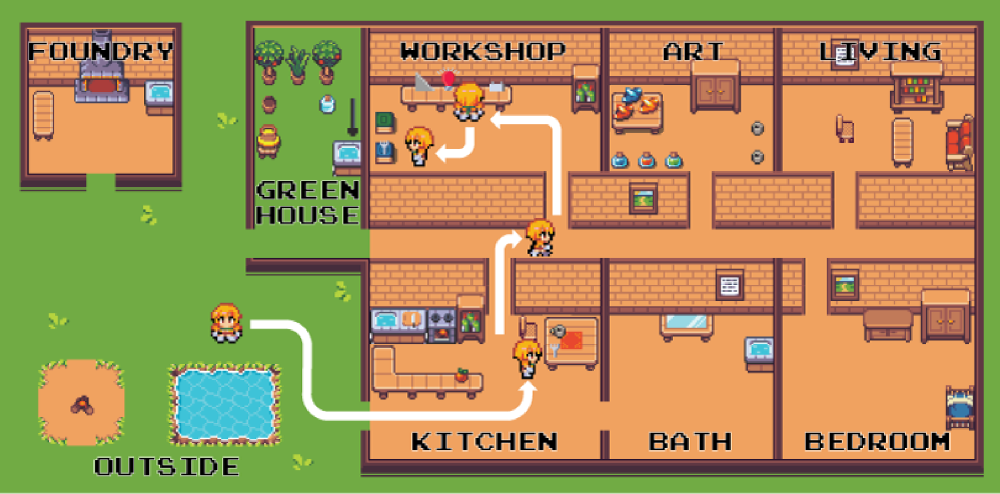 FOUNDRY
WORKSHOP
ART
LIVING
GREEN
HOUSE
KITCHEN
BATH
BEDROOM
OUTSIDE